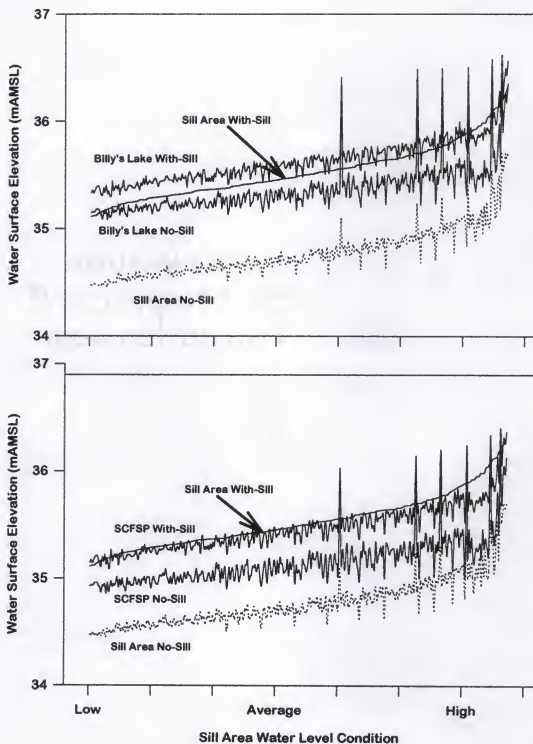 37
36
35
34
Water Surface Elevation (mAMSL)
Sill Area With-Sill
Billy's Lake With-Sill
Billy's Lake No-Sill
Sill Area No-Sill
37
36
35
34
Water Surface Elevation (mAMSL)
Sill Area With-Sill
SCFSP With-Sill
SCFSP No-Sill
Sill Area No-Sill
Low Average High
Sill Area Water Level Condition